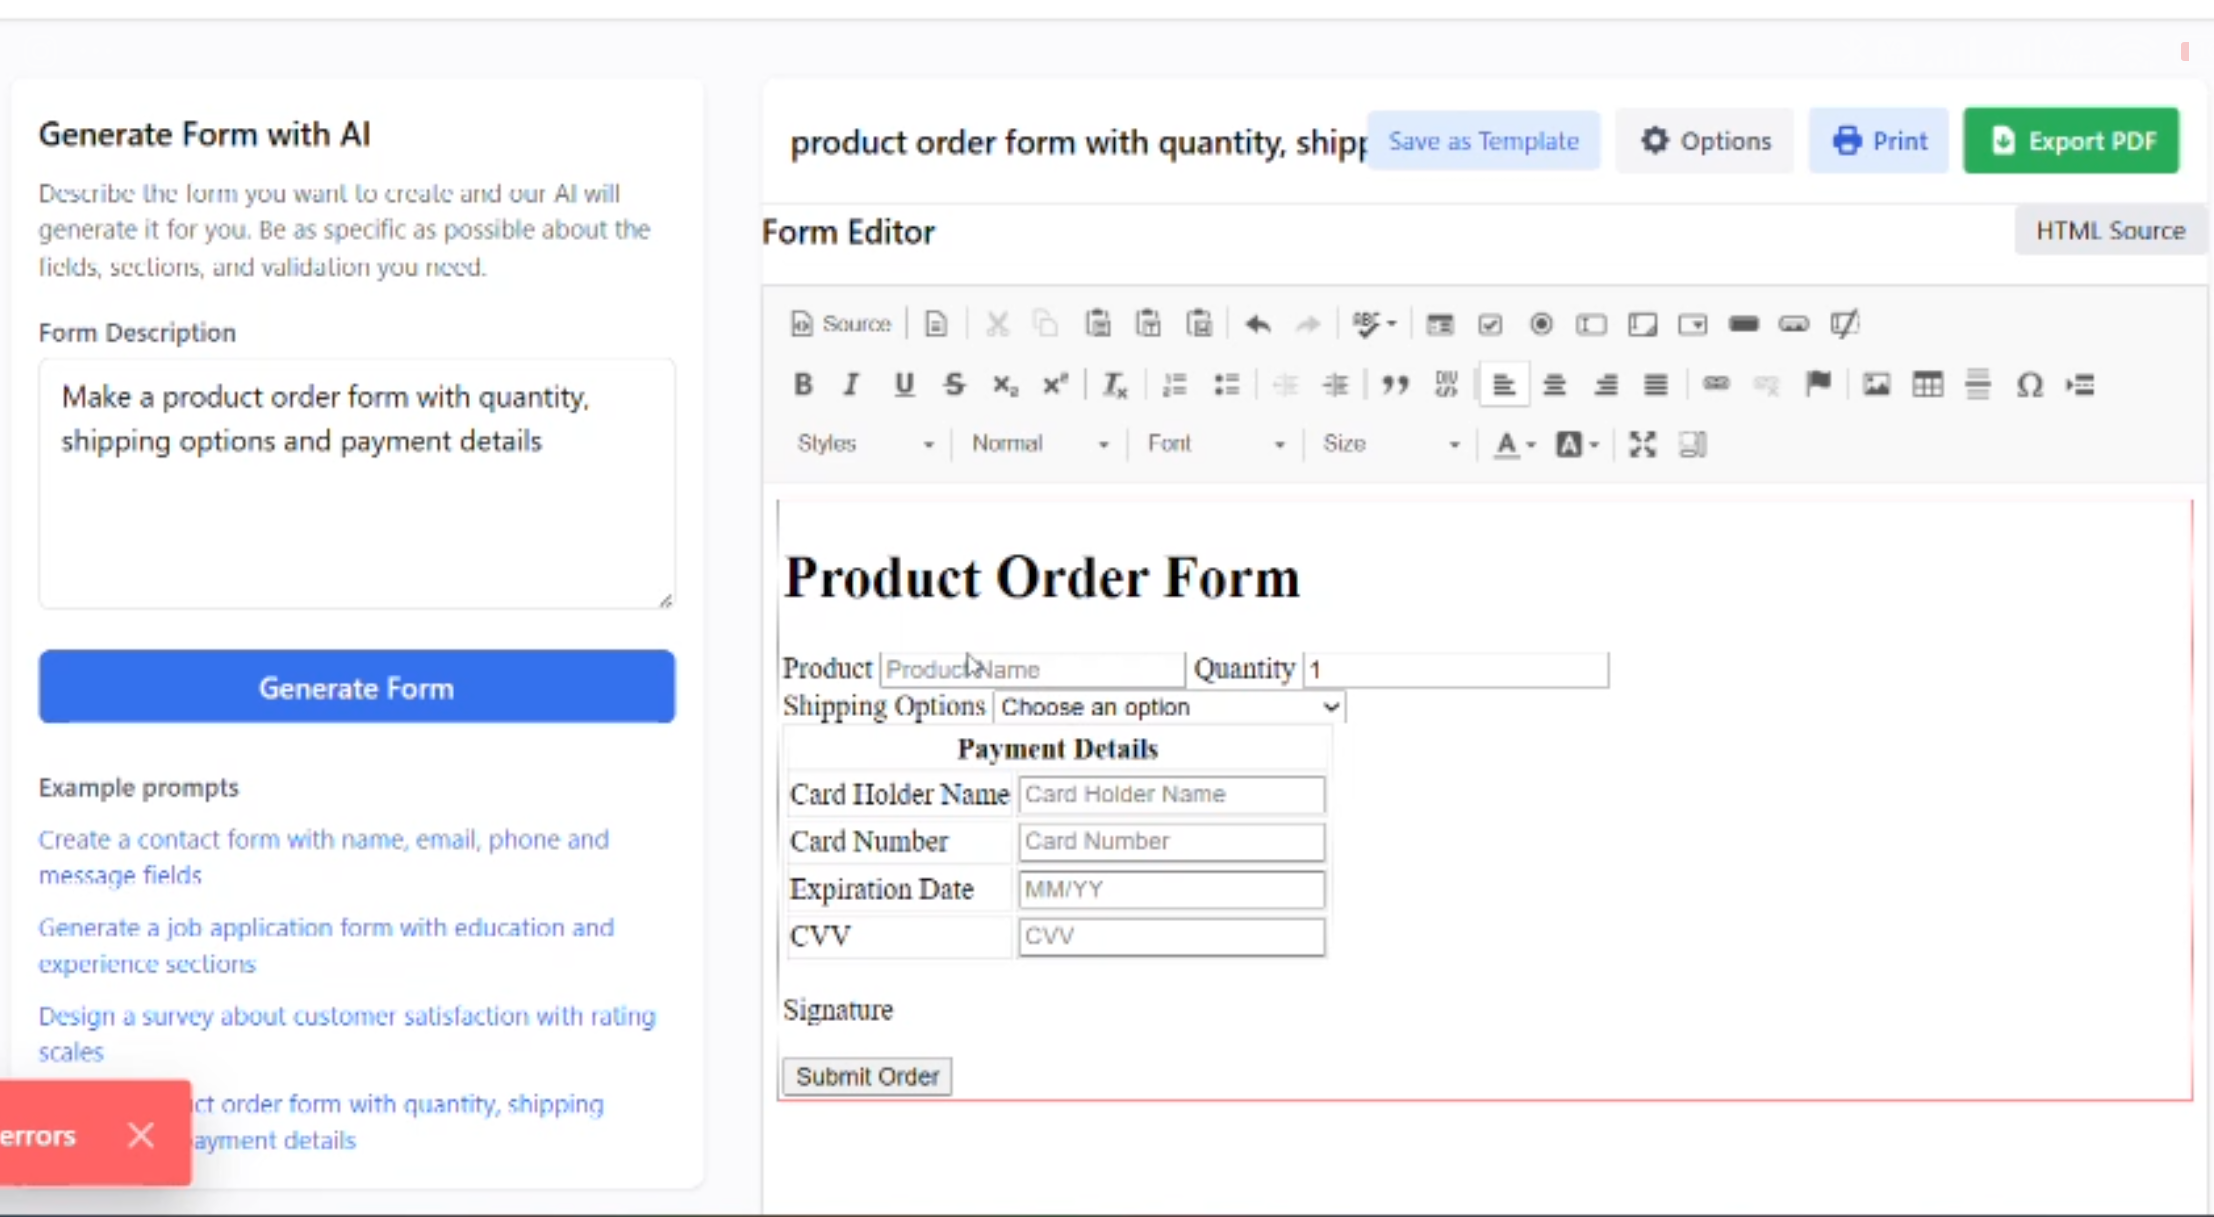 Generate Form with AI
Describe the form you want to create and our AI will
generate it for you. Be as specific as possible about the
fields, sections, and validation you need.
Form Description
Make a product order form with quantity,
shipping options and payment details
Generate Form
Example prompts
Create a contact form with name, email, phone and
message fields
Generate a job application form with education and
experience sections
Design a survey about customer satisfaction with rating
scales
ct order form with quantity, shipping
ayment details
errors
product order form with quantity, shipp
Save as Template
Options
Print
Export PDF
Form Editor
HTML Source
Source
ABC
B I U S x₂ x² Tx
DIV
Ω
Styles Normal Font Size A A
Product Order Form
Product Product Name Quantity 1
Shipping Options Choose an option
Payment Details
Card Holder Name Card Holder Name
Card Number Card Number
Expiration Date MM/YY
CVV CVV
Signature
Submit Order